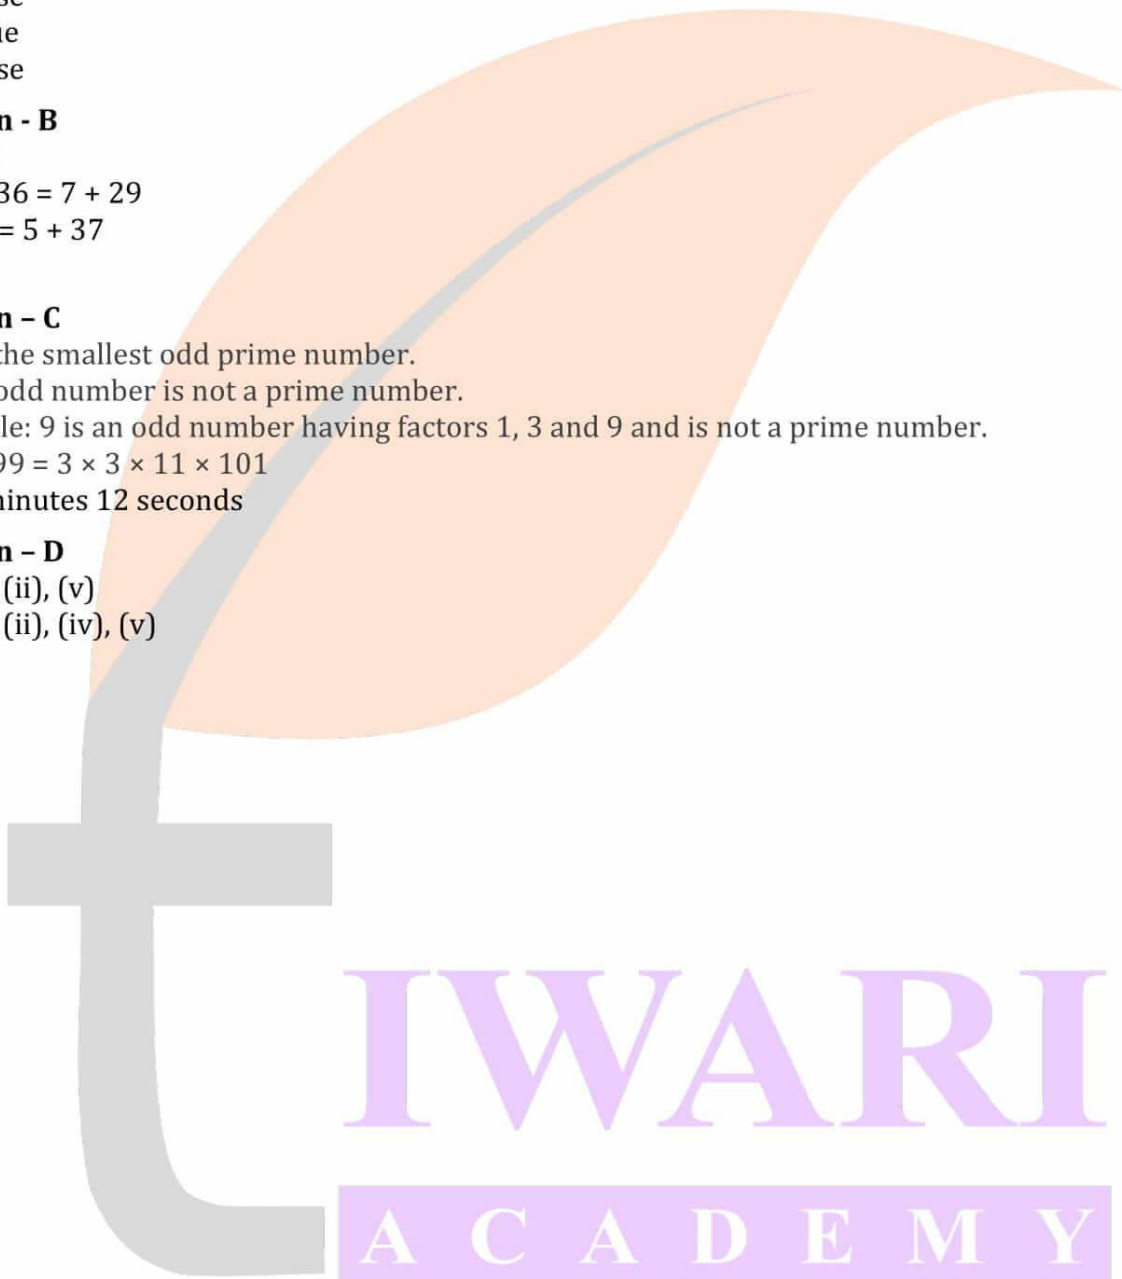 se
ue
se
n - B
36 = 7 + 29
= 5 + 37
n – C
the smallest odd prime number.
odd number is not a prime number.
le: 9 is an odd number having factors 1, 3 and 9 and is not a prime number.
99 = 3 × 3 × 11 × 101
inutes 12 seconds
n – D
(ii), (v)
(ii), (iv), (v)
tIWARI
ACADEMY